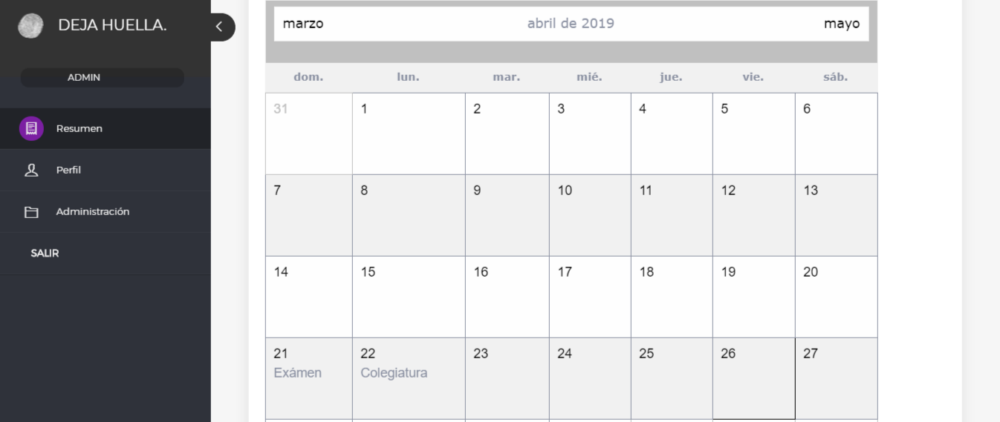 DEJA HUELLA.
ADMIN
Resumen
Perfil
Administración
SALIR
marzo abril de 2019 mayo
dom. lun. mar. mié. jue. vie. sáb.
31 1 2 3 4 5 6
7 8 9 10 11 12 13
14 15 16 17 18 19 20
21 22 23 24 25 26 27
Exámen Colegiatura